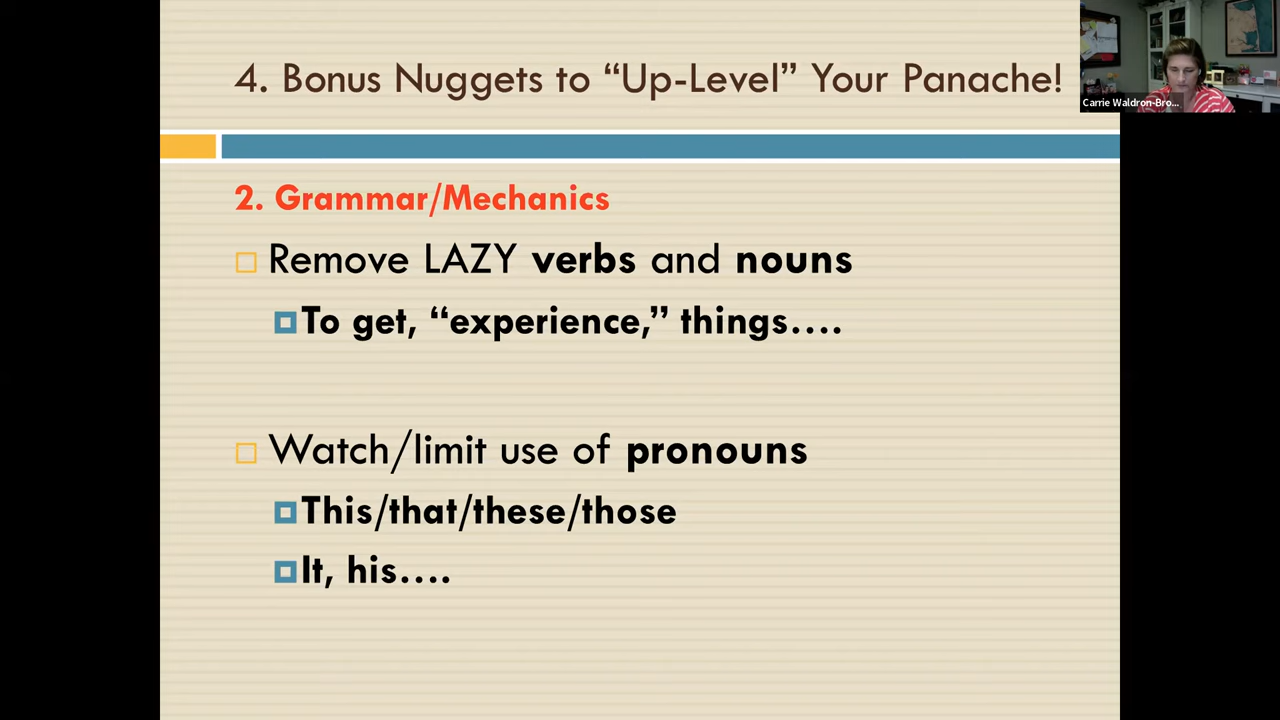 4. Bonus Nuggets to “Up-Level” Your Panache!
Carrie Waldron-Bro...
2. Grammar/Mechanics
Remove LAZY verbs and nouns
To get, “experience,” things….
Watch/limit use of pronouns
This/that/these/those
It, his….